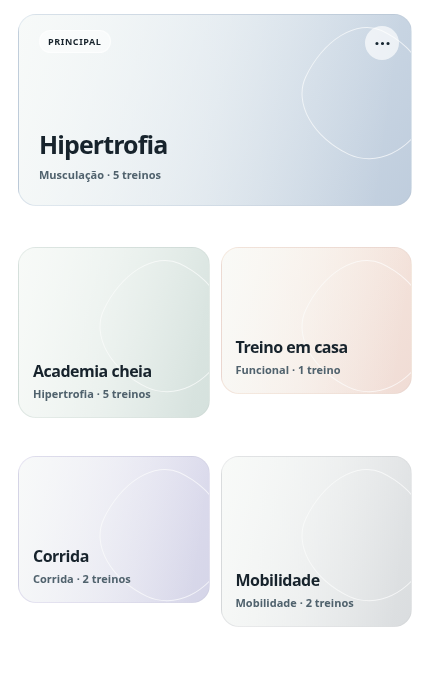 PRINCIPAL
Hipertrofia
Musculação · 5 treinos
Academia cheia
Hipertrofia · 5 treinos
Treino em casa
Funcional · 1 treino
Corrida
Corrida · 2 treinos
Mobilidade
Mobilidade · 2 treinos